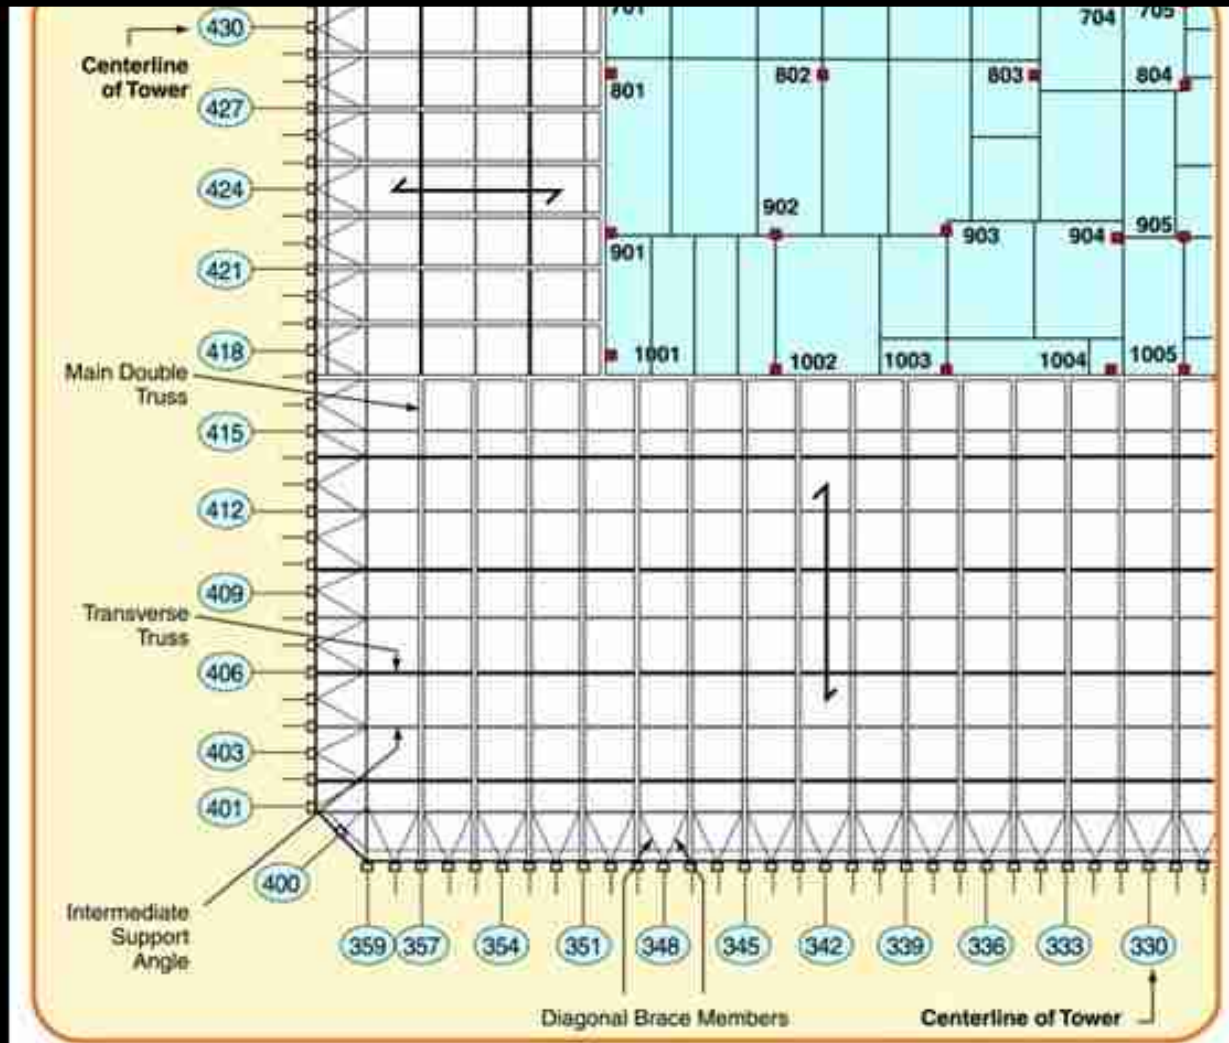 701
704
705
430
Centerline
of Tower
801
802
803
804
427
424
902
901
903
904
905
421
418
1001
1002
1003
1004
1005
Main Double
Truss
415
412
409
Transverse
Truss
406
403
401
400
Intermediate
Support
Angle
359 357 354 351 348 345 342 339 336 333 330
Diagonal Brace Members
Centerline of Tower